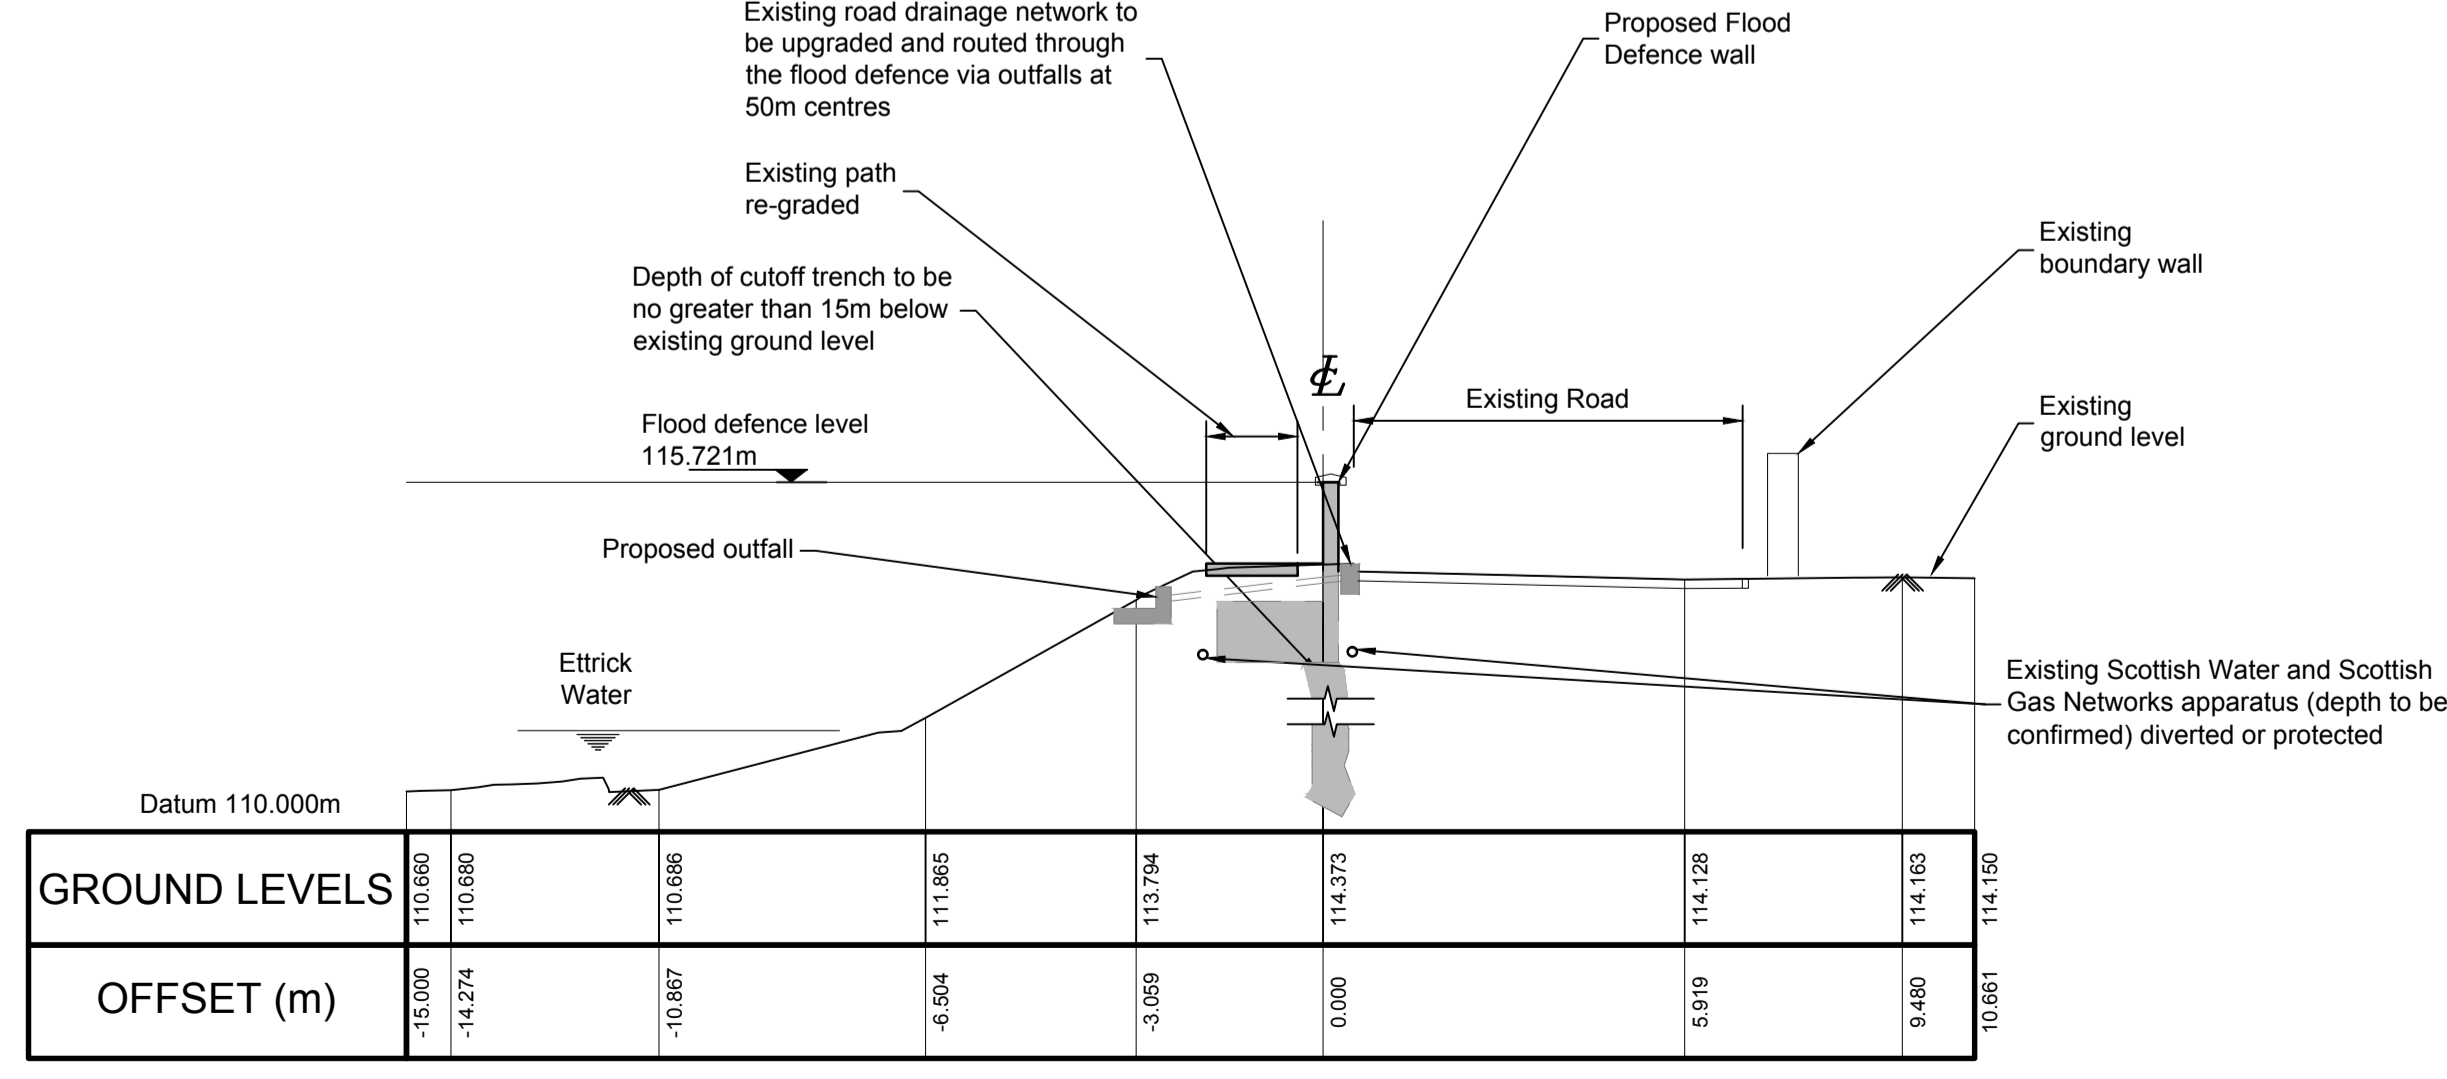 Existing road drainage network to
be upgraded and routed through
the flood defence via outfalls at
50m centres
Proposed Flood
Defence wall
Existing path
re-graded
Existing
boundary wall
Depth of cutoff trench to be
no greater than 15m below
existing ground level
℄
Existing Road
Existing
ground level
Flood defence level
115.721m
Proposed outfall
Ettrick
Water
Existing Scottish Water and Scottish
Gas Networks apparatus (depth to be
confirmed) diverted or protected
Datum 110.000m
GROUND LEVELS 110.660 110.680 110.686 111.865 113.794 114.373 114.128 114.163 114.150
OFFSET (m) -15.000 -14.274 -10.867 -6.504 -3.059 0.000 5.919 9.480 10.661